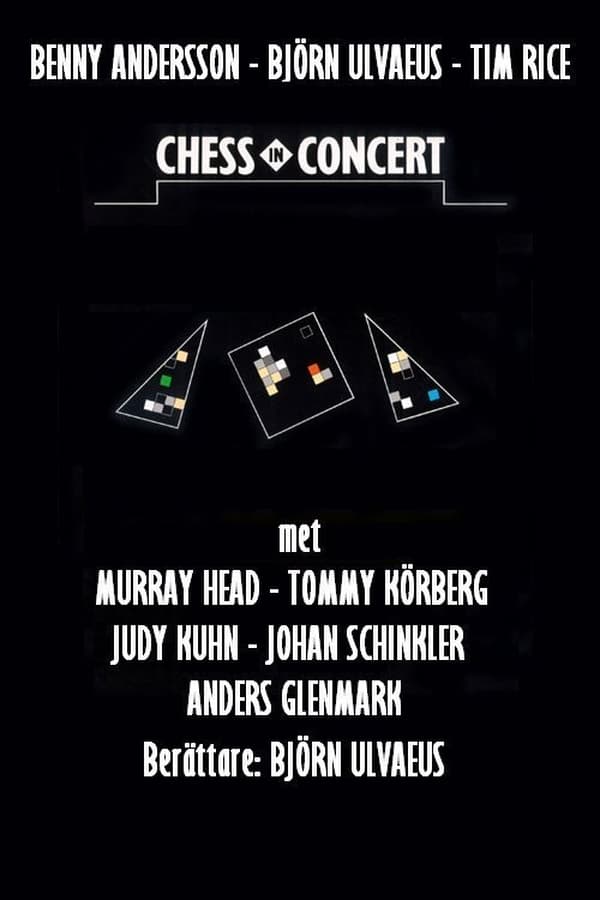 BENNY ANDERSSON - BJÖRN ULVAEUS - TIM RICE
CHESS IN CONCERT
met
MURRAY HEAD - TOMMY KÖRBERG
JUDY KUHN - JOHAN SCHINKLER
ANDERS GLENMARK
Berättare: BJÖRN ULVAEUS